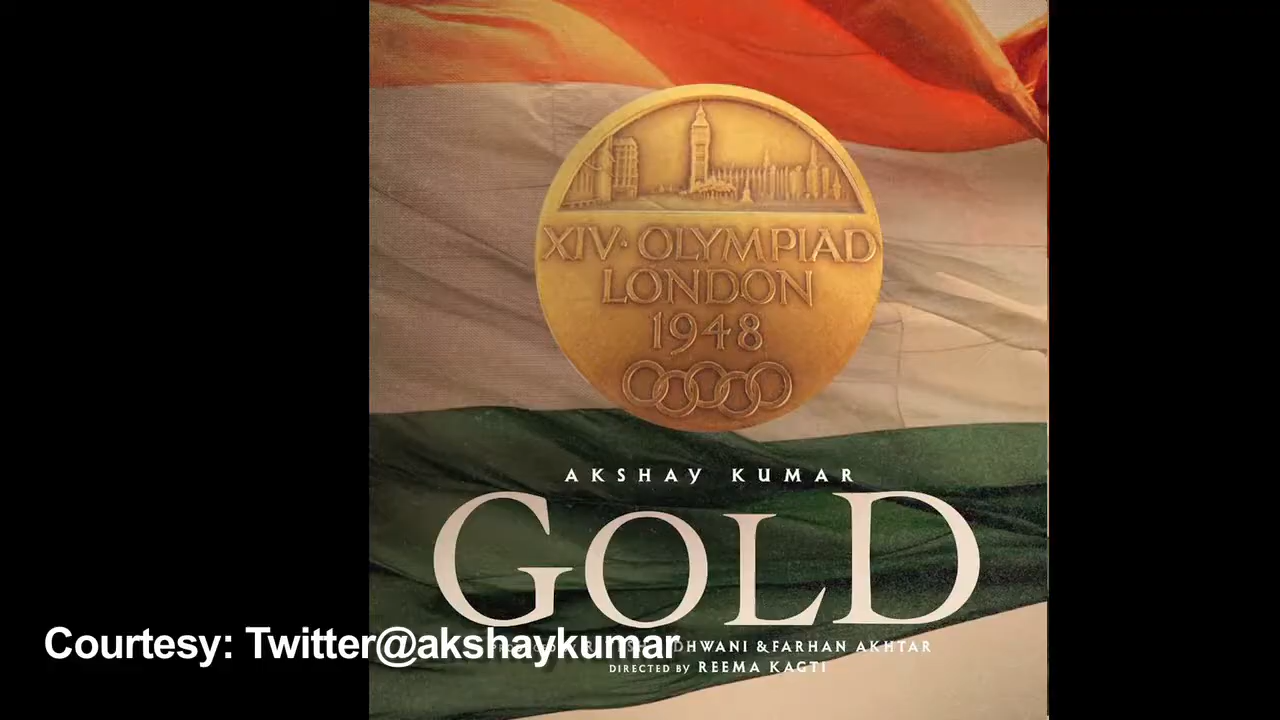 XIV · OLYMPIAD
LONDON
1948
AKSHAY KUMAR
GOLD
DHWANI & FARHAN AKHTAR
Courtesy: Twitter@akshaykumar
DIRECTED BY REEMA KAGTI